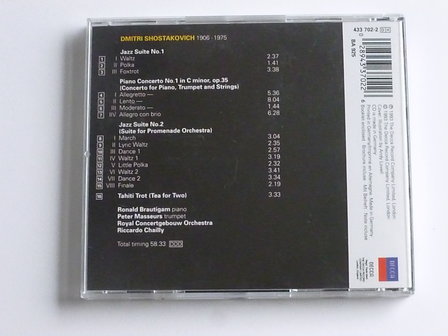 DMITRI SHOSTAKOVICH 1906 - 1975
Jazz Suite No.1
1 I Waltz 2.37
2 II Polka 1.41
3 III Foxtrot 3.38
Piano Concerto No.1 in C minor, op.35
(Concerto for Piano, Trumpet and Strings)
4 I Allegretto — 5.36
5 II Lento — 8.04
6 III Moderato — 1.44
7 IV Allegro con brio 6.28
Jazz Suite No.2
(Suite for Promenade Orchestra)
8 I March 3.04
9 II Lyric Waltz 2.35
10 III Dance 1 2.57
11 IV Waltz 1 3.19
12 V Little Polka 2.32
13 VI Waltz 2 3.41
14 VII Dance 2 3.34
15 VIII Finale 2.19
16 Tahiti Trot (Tea for Two) 3.33
Ronald Brautigam piano
Peter Masseurs trumpet
Royal Concertgebouw Orchestra
Riccardo Chailly
Total timing 58.33 DDD
433 702-2
0 28943 37022
BA 925
DECCA
DECCA